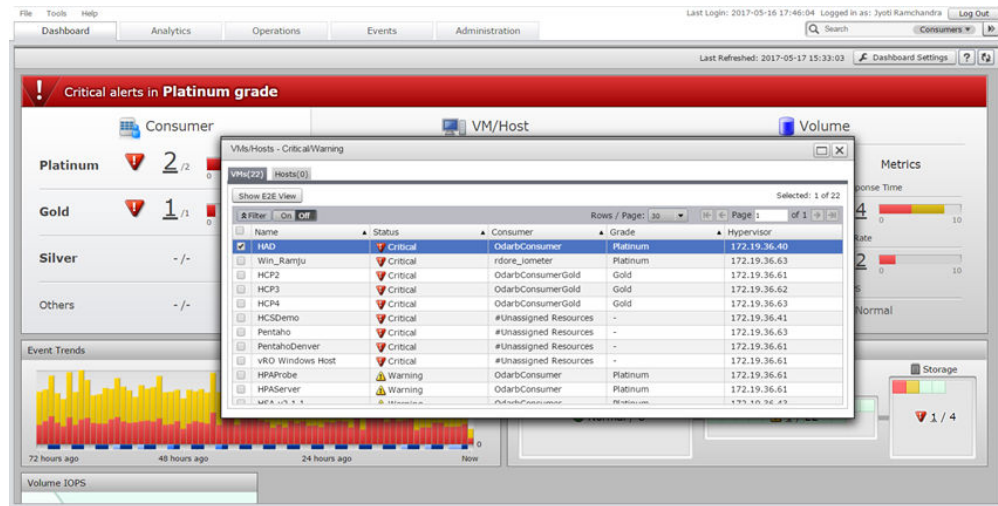 File Tools Help
Last Login: 2017-05-16 17:46:04 Logged in as: Jyoti Ramchandra Log Out
Dashboard Analytics Operations Events Administration
Search Consumers
Last Refreshed: 2017-05-17 15:33:03 Dashboard Settings ?
Critical alerts in Platinum grade
Consumer VM/Host Volume
VMs/Hosts - Critical/Warning
VMs(22) Hosts(0)
Show E2E View Selected: 1 of 22
Filter On Off Rows / Page: 30 Page 1 of 1
Name Status Consumer Grade Hypervisor
HAD Critical OdarbConsumer Platinum 172.19.36.40
Win_Ramju Critical rdore_iometer Platinum 172.19.36.63
HCP2 Critical OdarbConsumerGold Gold 172.19.36.61
HCP3 Critical OdarbConsumerGold Gold 172.19.36.62
HCP4 Critical OdarbConsumerGold Gold 172.19.36.63
HCSDemo Critical #Unassigned Resources - 172.19.36.41
Pentaho Critical #Unassigned Resources - 172.19.36.63
PentahoDenver Critical #Unassigned Resources - 172.19.36.61
vRO Windows Host Critical #Unassigned Resources - 172.19.36.61
HPAProbe Warning OdarbConsumer Platinum 172.19.36.61
HPAServer Warning OdarbConsumer Platinum 172.19.36.61
Platinum 2 /2
0
Gold 1 /1
0
Silver - /-
Others - /-
Metrics
Time
4
0 10
2
0 10
Normal
Event Trends
0
72 hours ago 48 hours ago 24 hours ago Now
Storage
1 / 4
Volume IOPS